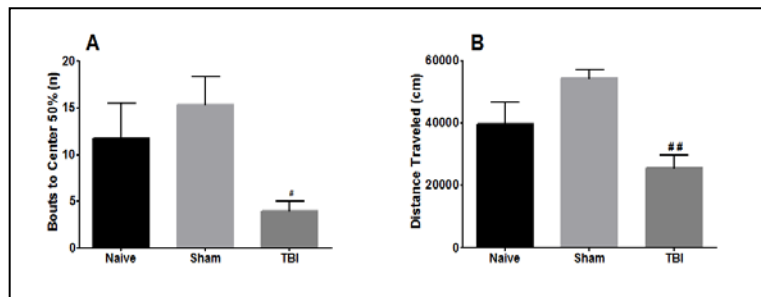 A
Bouts to Center 50% (n)
20
15
10
5
0
#
Naive Sham TBI
B
Distance Traveled (cm)
60000
40000
20000
0
##
Naive Sham TBI